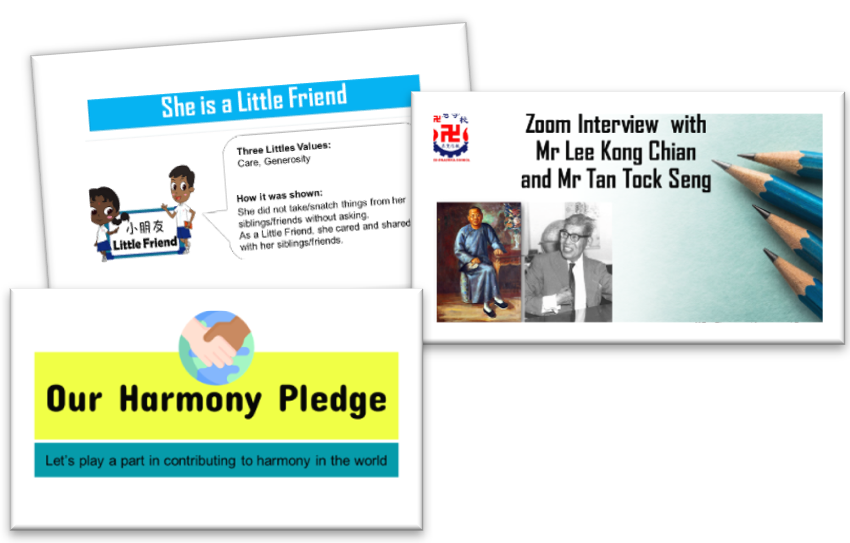 She is a Little Friend
Three Littles Values:
Care, Generosity
How it was shown:
She did not take/snatch things from her
siblings/friends without asking.
As a Little Friend, she cared and shared
with her siblings/friends.
小朋友
Little Friend
Zoom Interview with
Mr Lee Kong Chian
and Mr Tan Tock Seng
Our Harmony Pledge
Let's play a part in contributing to harmony in the world